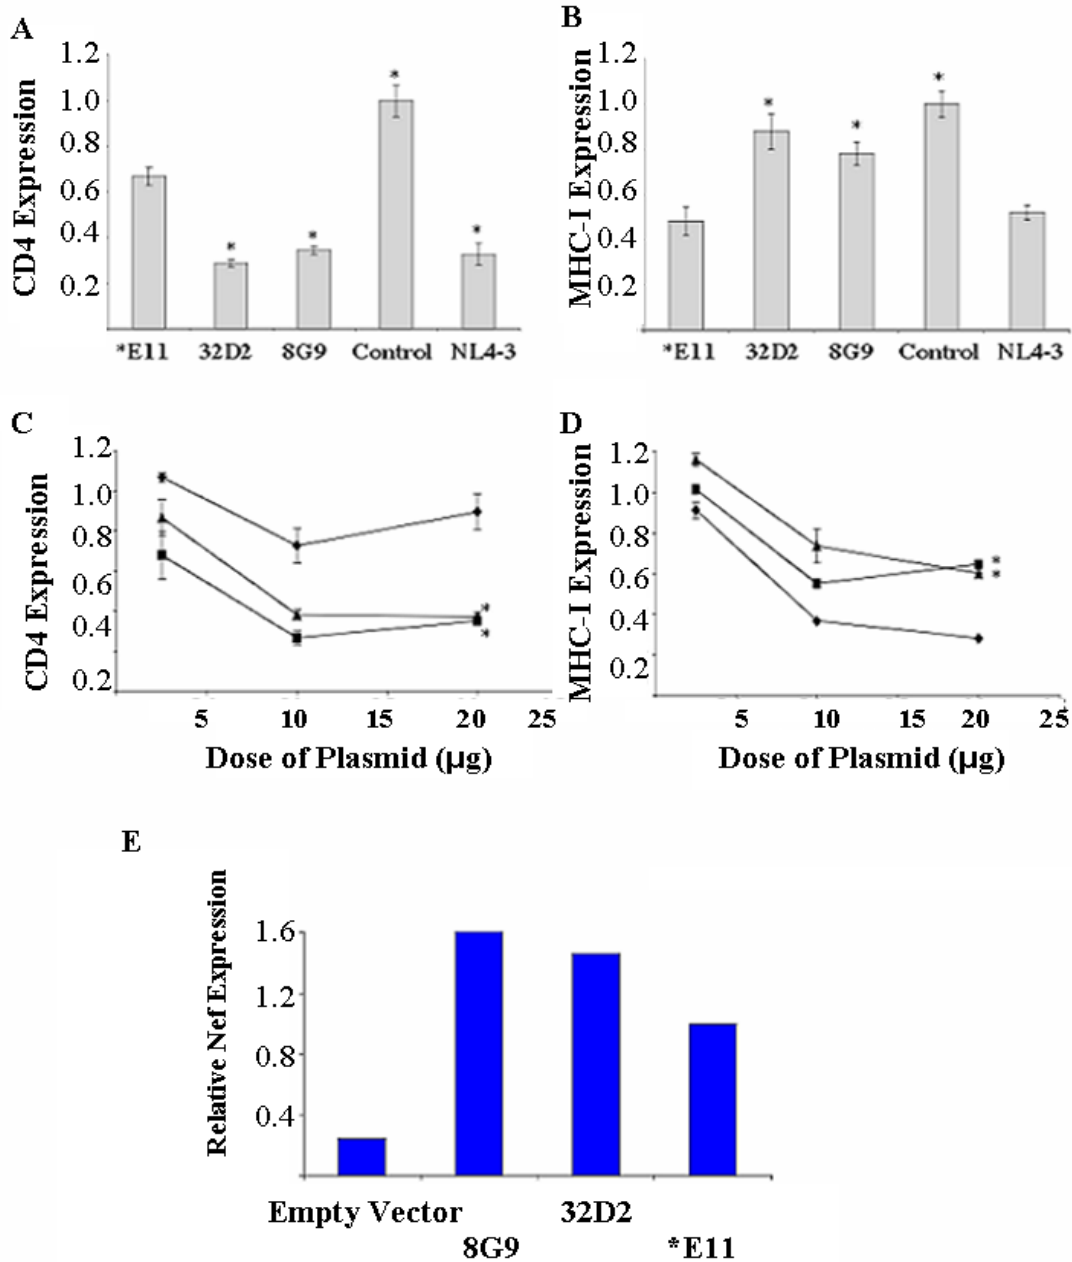 A
CD4 Expression
1.2
1.0
0.8
0.6
0.4
0.2
* * * *
*E11 32D2 8G9 Control NL4-3
B
MHC-I Expression
1.2
1.0
0.8
0.6
0.4
0.2
* * *
*E11 32D2 8G9 Control NL4-3
C
CD4 Expression
1.2
1.0
0.8
0.6
0.4
0.2
*
*
5 10 15 20 25
Dose of Plasmid (µg)
D
MHC-I Expression
1.2
1.0
0.8
0.6
0.4
0.2
*
*
5 10 15 20 25
Dose of Plasmid (µg)
E
Relative Nef Expression
1.6
1.2
0.8
0.4
Empty Vector 32D2
8G9 *E11